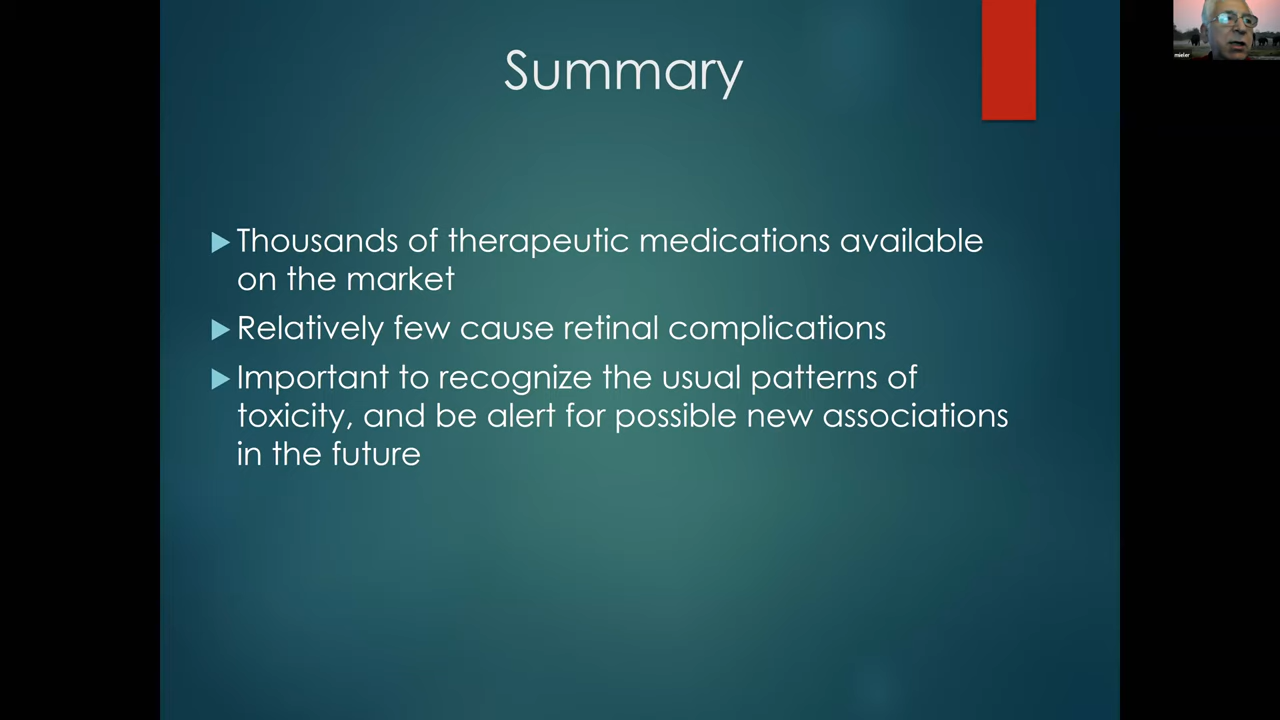 Summary
Thousands of therapeutic medications available
on the market
Relatively few cause retinal complications
Important to recognize the usual patterns of
toxicity, and be alert for possible new associations
in the future
mieler